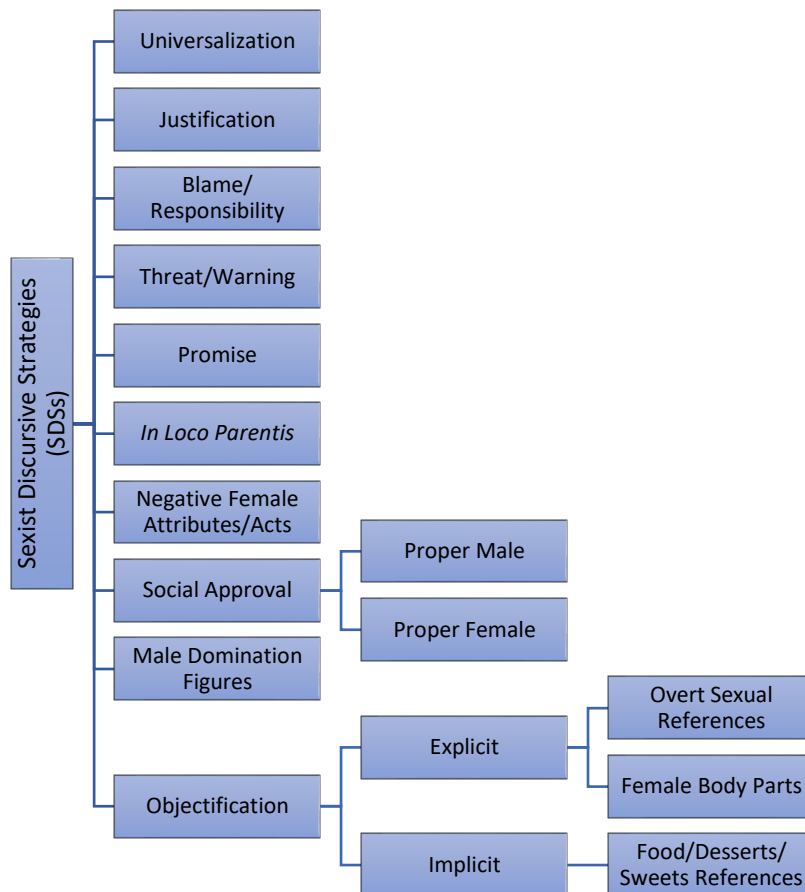 Sexist Discursive Strategies
(SDSs)
Universalization
Justification
Blame/
Responsibility
Threat/Warning
Promise
In Loco Parentis
Negative Female
Attributes/Acts
Social Approval
Proper Male
Proper Female
Male Domination
Figures
Objectification
Explicit
Overt Sexual
References
Female Body Parts
Implicit
Food/Desserts/
Sweets References